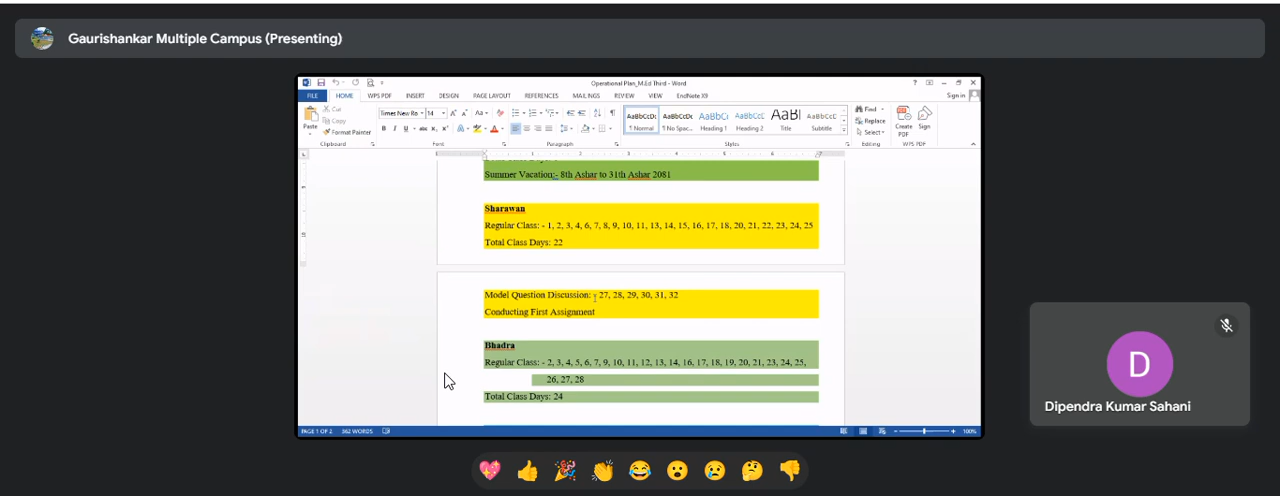 Gaurishankar Multiple Campus (Presenting)
Operational Plan_M.Ed Third - Word
Sign in
FILE HOME WPS PDF INSERT DESIGN PAGE LAYOUT REFERENCES MAILINGS REVIEW VIEW EndNote X9
Paste
Cut
Copy
Format Painter
Clipboard
Times New Ro 14
Font
Paragraph
AaBbCcDc AaBbCcDc AaBbCc AaBbCcC AaBl AaBbCcC
¶ Normal ¶ No Spac... Heading 1 Heading 2 Title Subtitle
Styles
Find
Replace
Select
Editing
Create PDF
Sign
WPS PDF
Summer Vacation:- 8th Ashar to 31th Ashar 2081
Sharawan
Regular Class: - 1, 2, 3, 4, 6, 7, 8, 9, 10, 11, 13, 14, 15, 16, 17, 18, 20, 21, 22, 23, 24, 25
Total Class Days: 22
Model Question Discussion: - 27, 28, 29, 30, 31, 32
Conducting First Assignment
Bhadra
Regular Class: - 2, 3, 4, 5, 6, 7, 9, 10, 11, 12, 13, 14, 16, 17, 18, 19, 20, 21, 23, 24, 25,
26, 27, 28
Total Class Days: 24
PAGE 1 OF 2 362 WORDS
100%
D
Dipendra Kumar Sahani